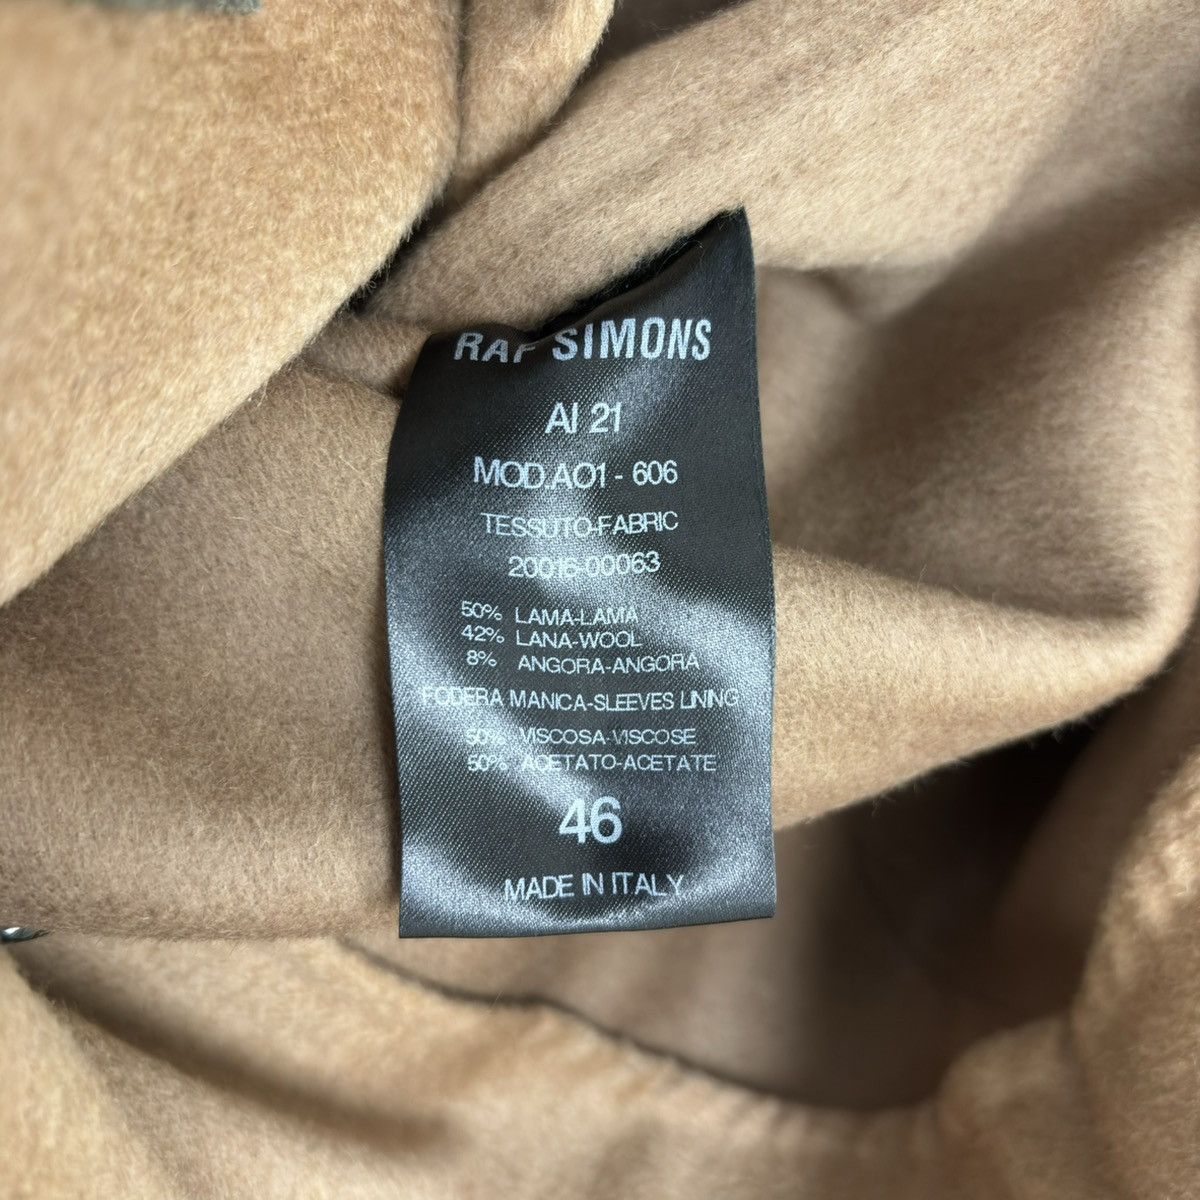 RAF SIMONS
AI 21
MOD.AO1 - 606
TESSUTO-FABRIC
20016-00063
50% LAMA-LAMA
42% LANA-WOOL
8% ANGORA-ANGORA
FODERA MANICA-SLEEVES LINING
50% VISCOSA-VISCOSE
50% ACETATO-ACETATE
46
MADE IN ITALY